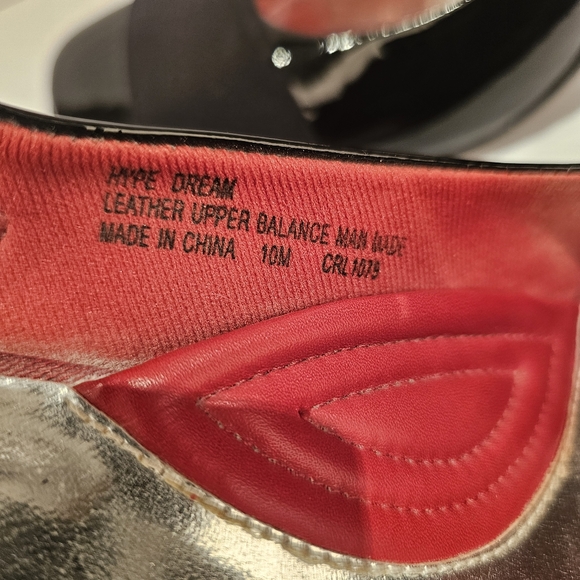 HYPE DREAM
LEATHER UPPER BALANCE MAN MADE
MADE IN CHINA 10M CRL1079